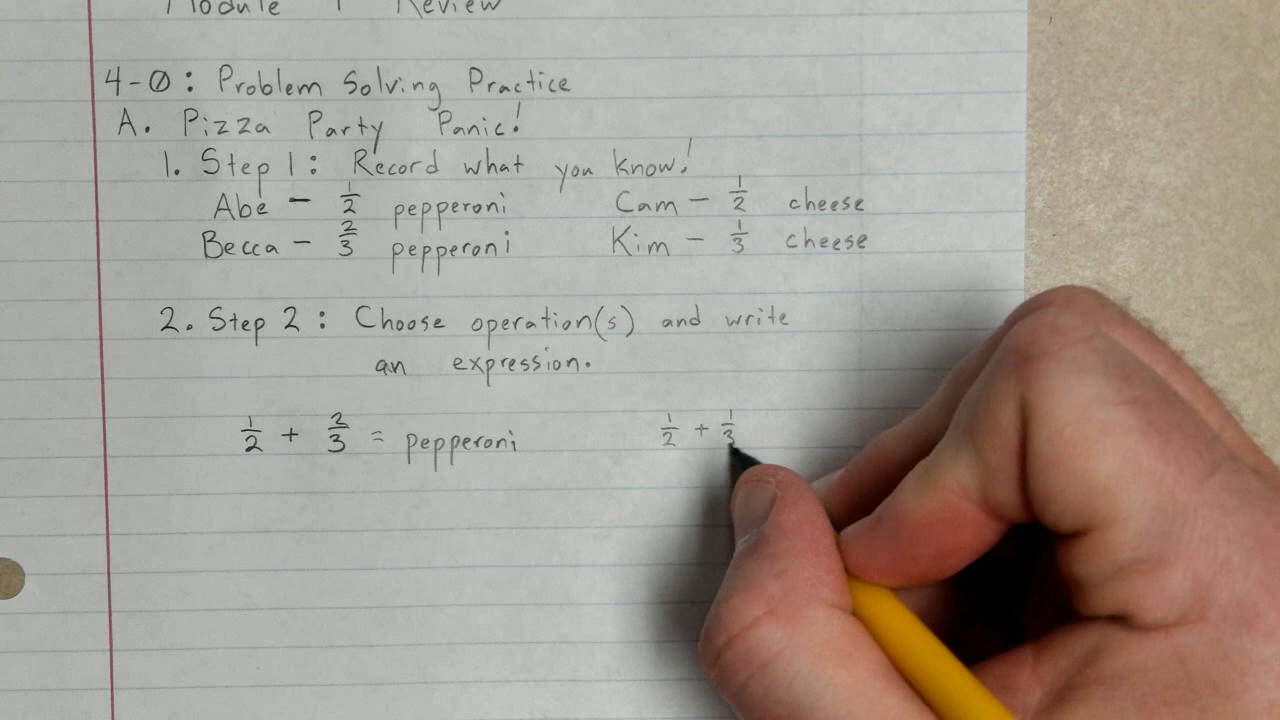 Module 4 Review
4-0: Problem Solving Practice
A. Pizza Party Panic!
1. Step 1: Record what you know!
Abe - 1/2 pepperoni Cam - 1/2 cheese
Becca - 2/3 pepperoni Kim - 1/3 cheese
2. Step 2: Choose operation(s) and write
an expression.
1/2 + 2/3 = pepperoni 1/2 + 1/3